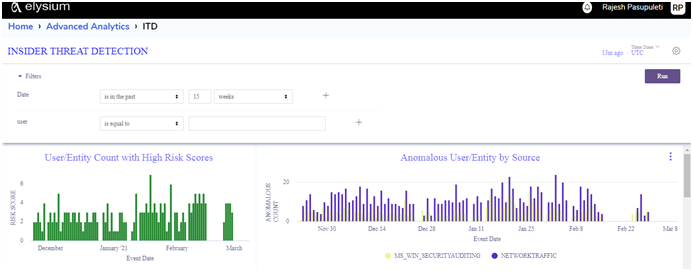 elysium
Rajesh Pasupuleti
RP
Home › Advanced Analytics › ITD
INSIDER THREAT DETECTION
13m ago
Time Zone
UTC
Filters
Run
Date
is in the past
15
weeks
+
user
is equal to
+
User/Entity Count with High Risk Scores
RISK SCORE
6
4
2
0
December
January '21
February
March
Event Date
Anomalous User/Entity by Source
ANOMALOUS
COUNT
20
0
Nov 30
Dec 14
Dec 28
Jan 11
Jan 25
Feb 8
Feb 22
Mar 8
Event Date
MS_WIN_SECURITYAUDITING
NETWORKTRAFFIC